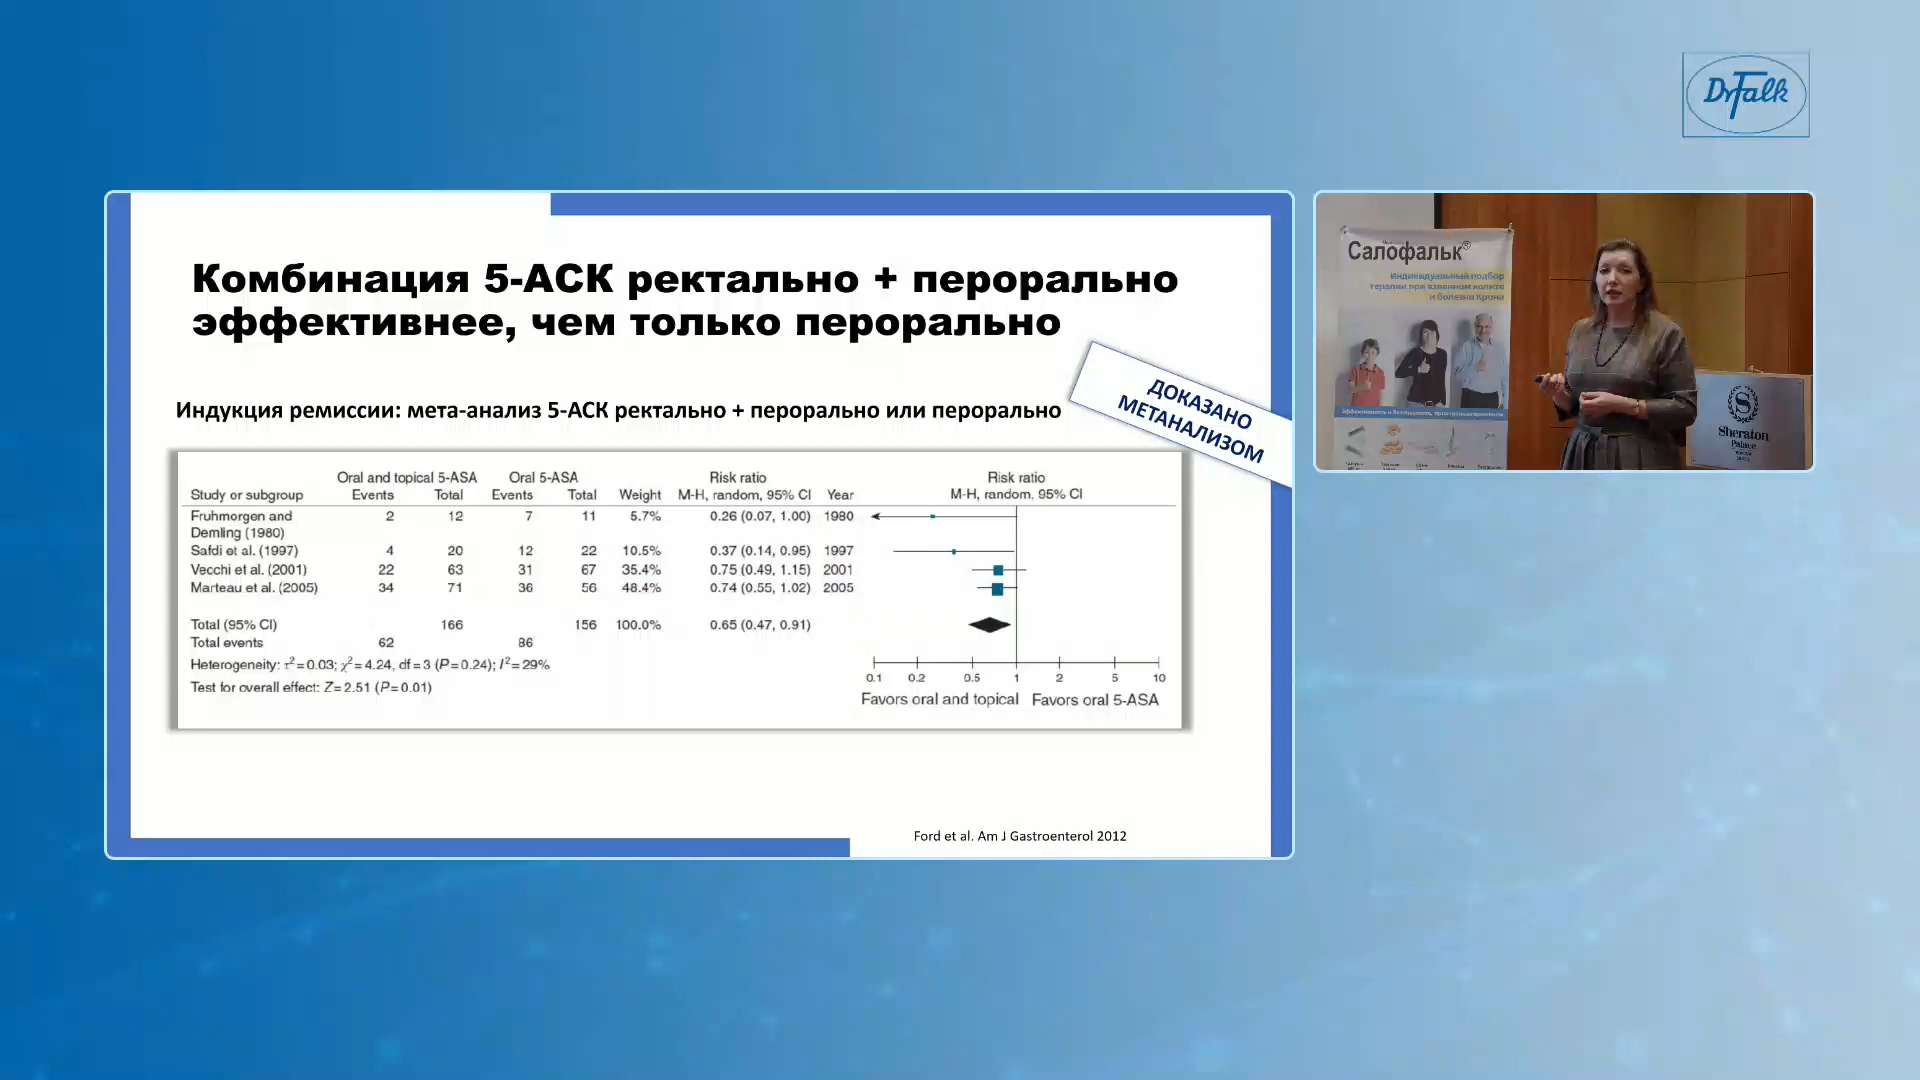 Dr Falk
Комбинация 5-АСК ректально + перорально
эффективнее, чем только перорально
ДОКАЗАНО
МЕТАНАЛИЗОМ
Индукция ремиссии: мета-анализ 5-АСК ректально + перорально или перорально
Oral and topical 5-ASA Oral 5-ASA Risk ratio Risk ratio
Study or subgroup Events Total Events Total Weight M-H, random, 95% CI Year M-H, random, 95% CI
Fruhmorgen and 2 12 7 11 5.7% 0.26 (0.07, 1.00) 1980
Demling (1980)
Safdi et al. (1997) 4 20 12 22 10.5% 0.37 (0.14, 0.95) 1997
Vecchi et al. (2001) 22 63 31 67 35.4% 0.75 (0.49, 1.15) 2001
Marteau et al. (2005) 34 71 36 56 48.4% 0.74 (0.55, 1.02) 2005
Total (95% CI) 166 156 100.0% 0.65 (0.47, 0.91)
Total events 62 86
Heterogeneity: τ²=0.03; χ²=4.24, df=3 (P=0.24); I²=29%
Test for overall effect: Z=2.51 (P=0.01)
0.1 0.2 0.5 1 2 5 10
Favors oral and topical Favors oral 5-ASA
Ford et al. Am J Gastroenterol 2012
Салофальк®
Индивидуальный подбор
терапии при язвенном колите
и болезни Крона
S
Sheraton
Palace